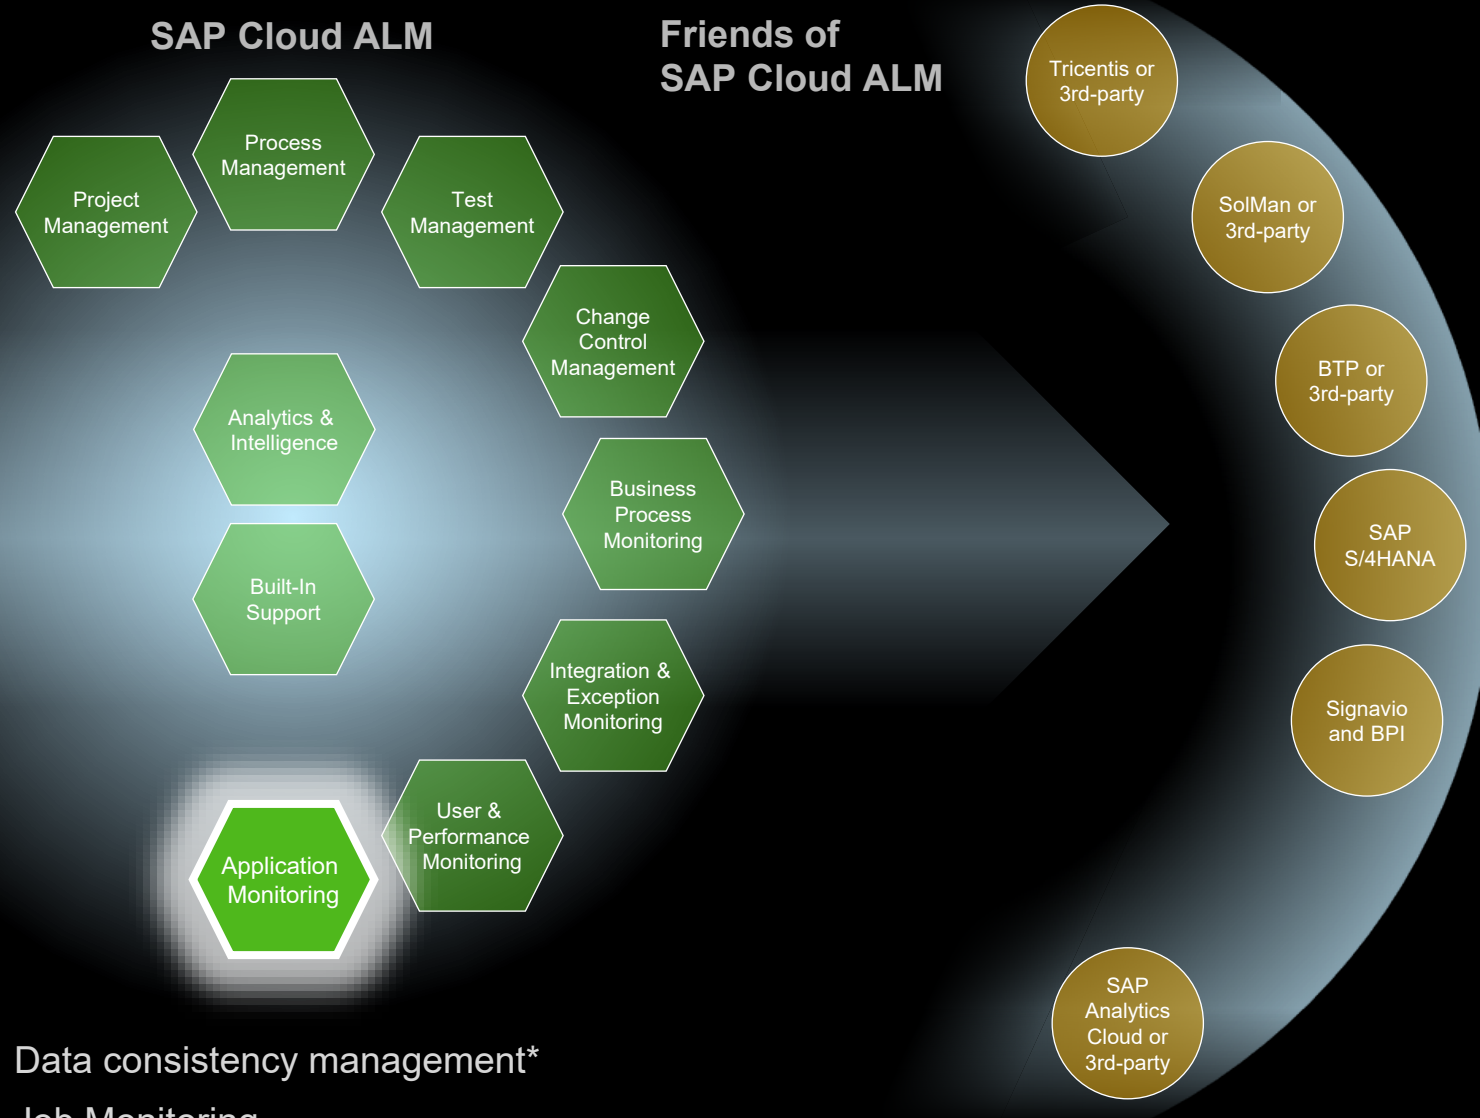 SAP Cloud ALM
Friends of
SAP Cloud ALM
Project
Management
Process
Management
Test
Management
Change
Control
Management
Analytics &
Intelligence
Business
Process
Monitoring
Built-In
Support
Integration &
Exception
Monitoring
User &
Performance
Monitoring
Application
Monitoring
Tricentis or
3rd-party
SolMan or
3rd-party
BTP or
3rd-party
SAP
S/4HANA
Signavio
and BPI
SAP
Analytics
Cloud or
3rd-party
Data consistency management*
Job Monitoring